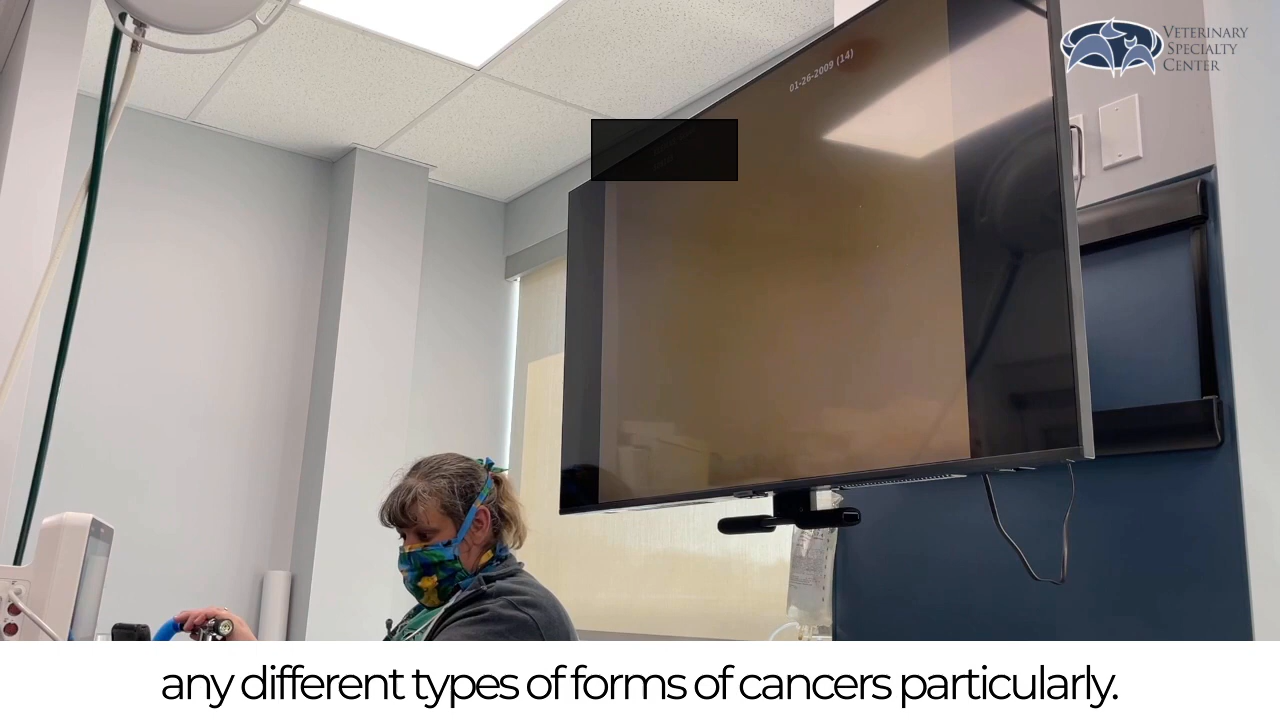 VETERINARY
SPECIALTY
CENTER
01-26-2009 (14)
any different types of forms of cancers particularly.